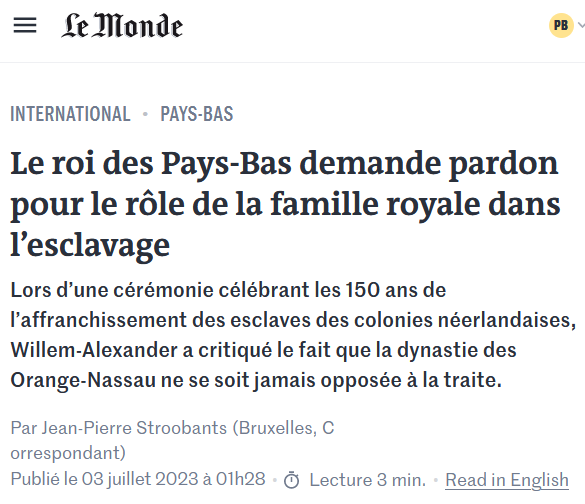 Le Monde
PB
INTERNATIONAL • PAYS-BAS
Le roi des Pays-Bas demande pardon
pour le rôle de la famille royale dans
l’esclavage
Lors d’une cérémonie célébrant les 150 ans de
l’affranchissement des esclaves des colonies néerlandaises,
Willem-Alexander a critiqué le fait que la dynastie des
Orange-Nassau ne se soit jamais opposée à la traite.
Par Jean-Pierre Stroobants (Bruxelles, C
orrespondant)
Publié le 03 juillet 2023 à 01h28 • Lecture 3 min. • Read in English